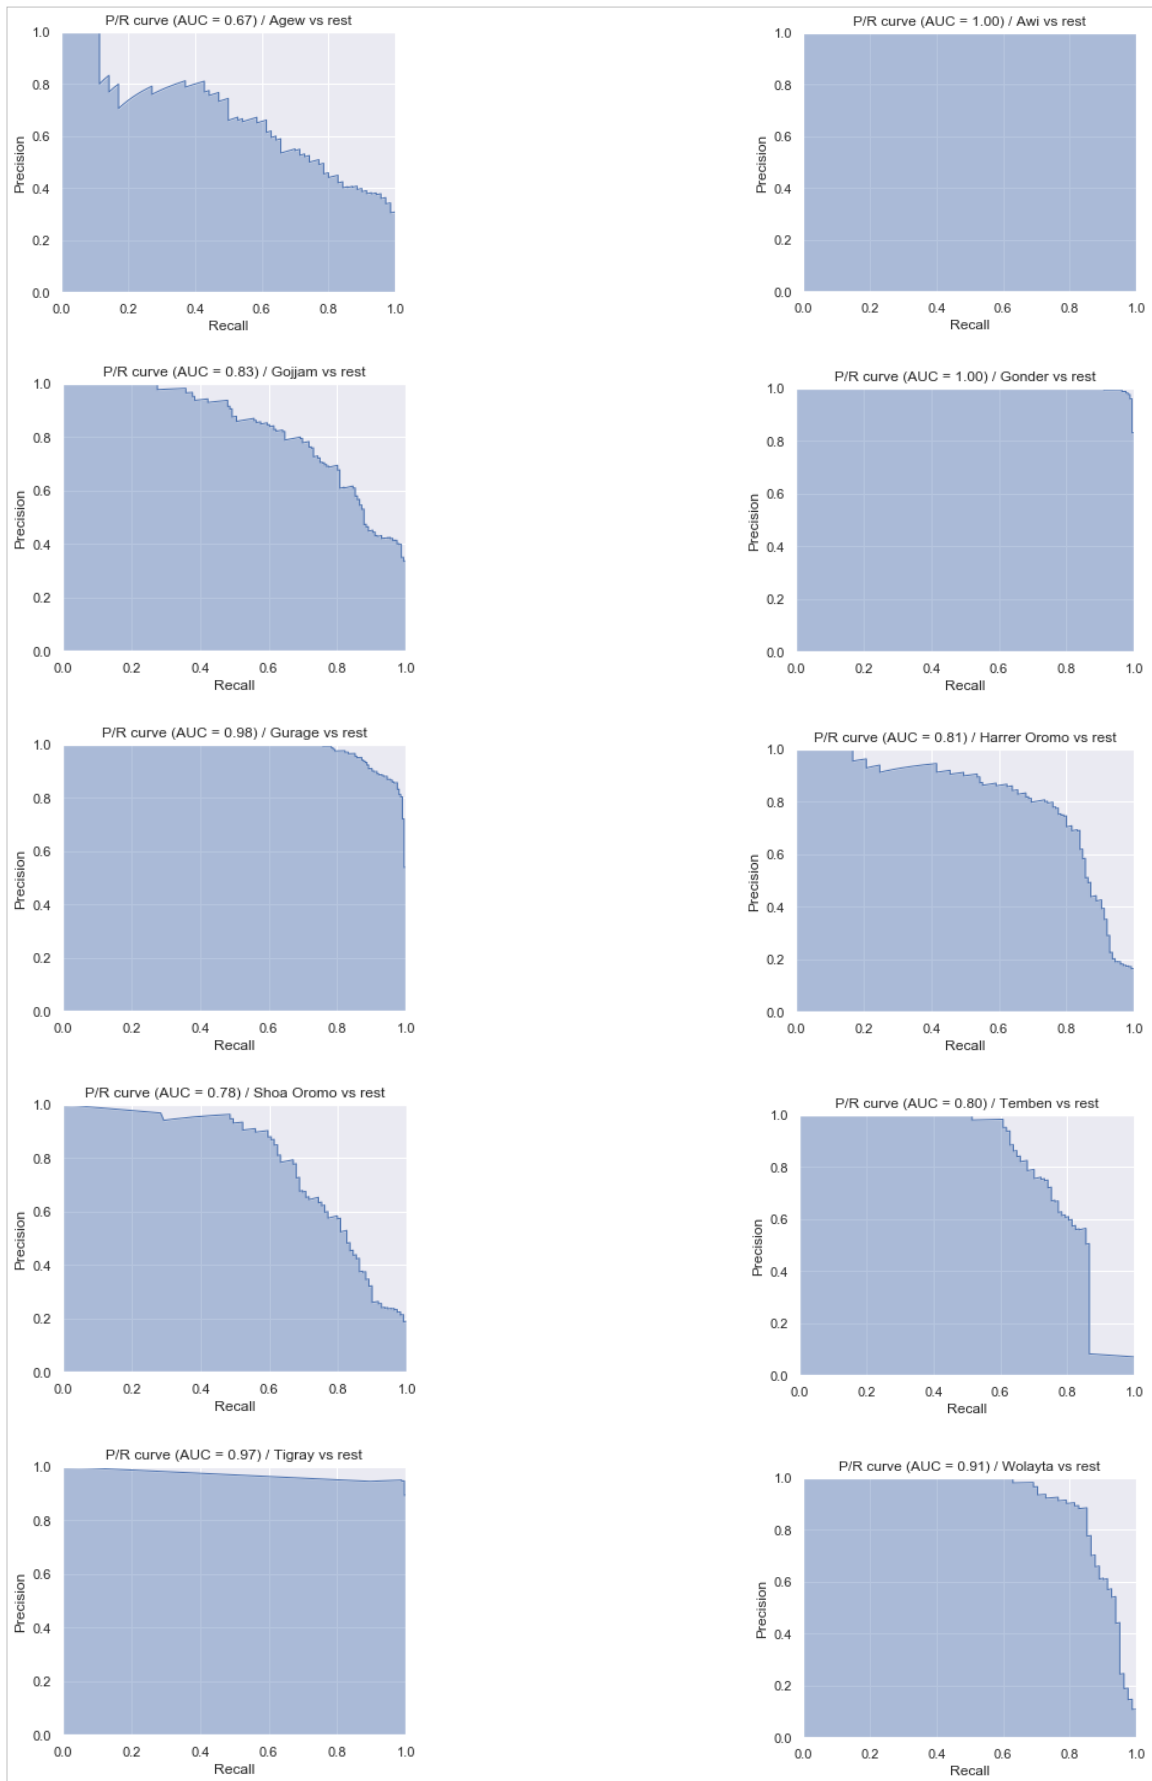 P/R curve (AUC = 0.67) / Agew vs rest
1.0
0.8
0.6
0.4
0.2
0.0
Precision
0.0 0.2 0.4 0.6 0.8 1.0
Recall
P/R curve (AUC = 1.00) / Awi vs rest
1.0
0.8
0.6
0.4
0.2
0.0
Precision
0.0 0.2 0.4 0.6 0.8 1.0
Recall
P/R curve (AUC = 0.83) / Gojjam vs rest
1.0
0.8
0.6
0.4
0.2
0.0
Precision
0.0 0.2 0.4 0.6 0.8 1.0
Recall
P/R curve (AUC = 1.00) / Gonder vs rest
1.0
0.8
0.6
0.4
0.2
0.0
Precision
0.0 0.2 0.4 0.6 0.8 1.0
Recall
P/R curve (AUC = 0.98) / Gurage vs rest
1.0
0.8
0.6
0.4
0.2
0.0
Precision
0.0 0.2 0.4 0.6 0.8 1.0
Recall
P/R curve (AUC = 0.81) / Harrer Oromo vs rest
1.0
0.8
0.6
0.4
0.2
0.0
Precision
0.0 0.2 0.4 0.6 0.8 1.0
Recall
P/R curve (AUC = 0.78) / Shoa Oromo vs rest
1.0
0.8
0.6
0.4
0.2
0.0
Precision
0.0 0.2 0.4 0.6 0.8 1.0
Recall
P/R curve (AUC = 0.80) / Temben vs rest
1.0
0.8
0.6
0.4
0.2
0.0
Precision
0.0 0.2 0.4 0.6 0.8 1.0
Recall
P/R curve (AUC = 0.97) / Tigray vs rest
1.0
0.8
0.6
0.4
0.2
0.0
Precision
0.0 0.2 0.4 0.6 0.8 1.0
Recall
P/R curve (AUC = 0.91) / Wolayta vs rest
1.0
0.8
0.6
0.4
0.2
0.0
Precision
0.0 0.2 0.4 0.6 0.8 1.0
Recall